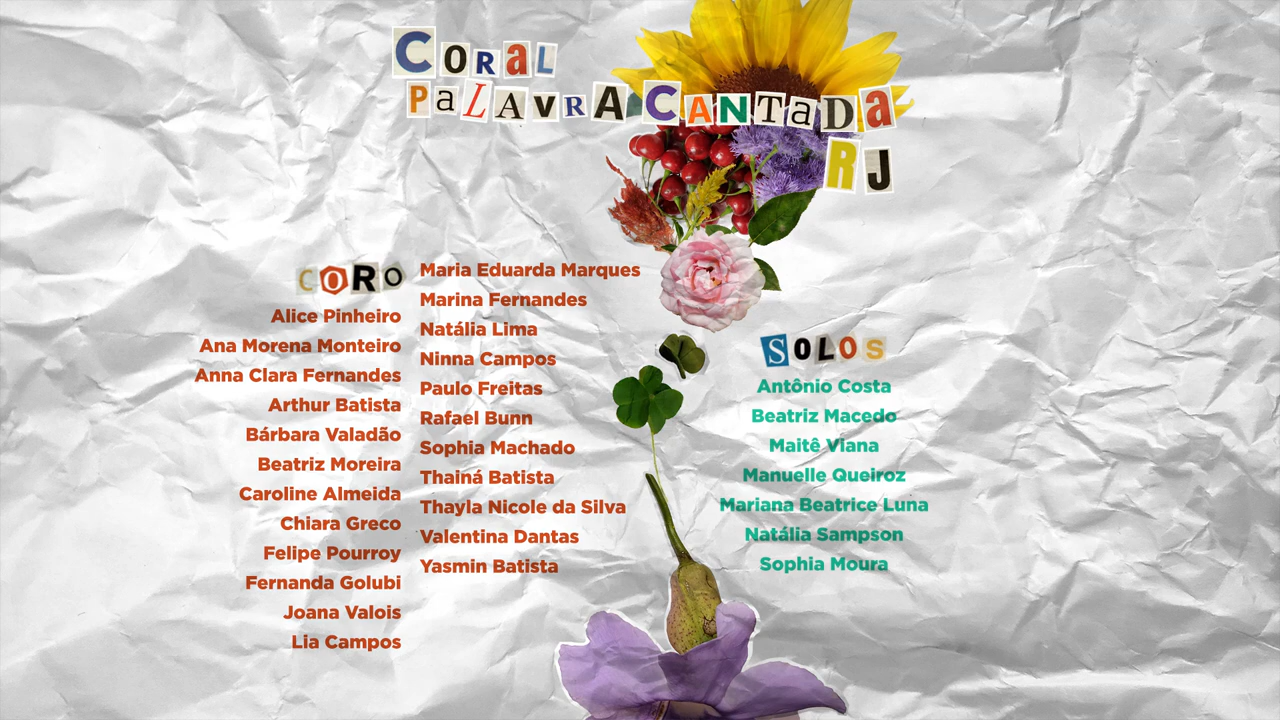 CORAL
PaLAVRA CANTaDa
RJ
CORO
Alice Pinheiro
Ana Morena Monteiro
Anna Clara Fernandes
Arthur Batista
Bárbara Valadão
Beatriz Moreira
Caroline Almeida
Chiara Greco
Felipe Pourroy
Fernanda Golubi
Joana Valois
Lia Campos
Maria Eduarda Marques
Marina Fernandes
Natália Lima
Ninna Campos
Paulo Freitas
Rafael Bunn
Sophia Machado
Thainá Batista
Thayla Nicole da Silva
Valentina Dantas
Yasmin Batista
SOLOS
Antônio Costa
Beatriz Macedo
Maitê Viana
Manuelle Queiroz
Mariana Beatrice Luna
Natália Sampson
Sophia Moura